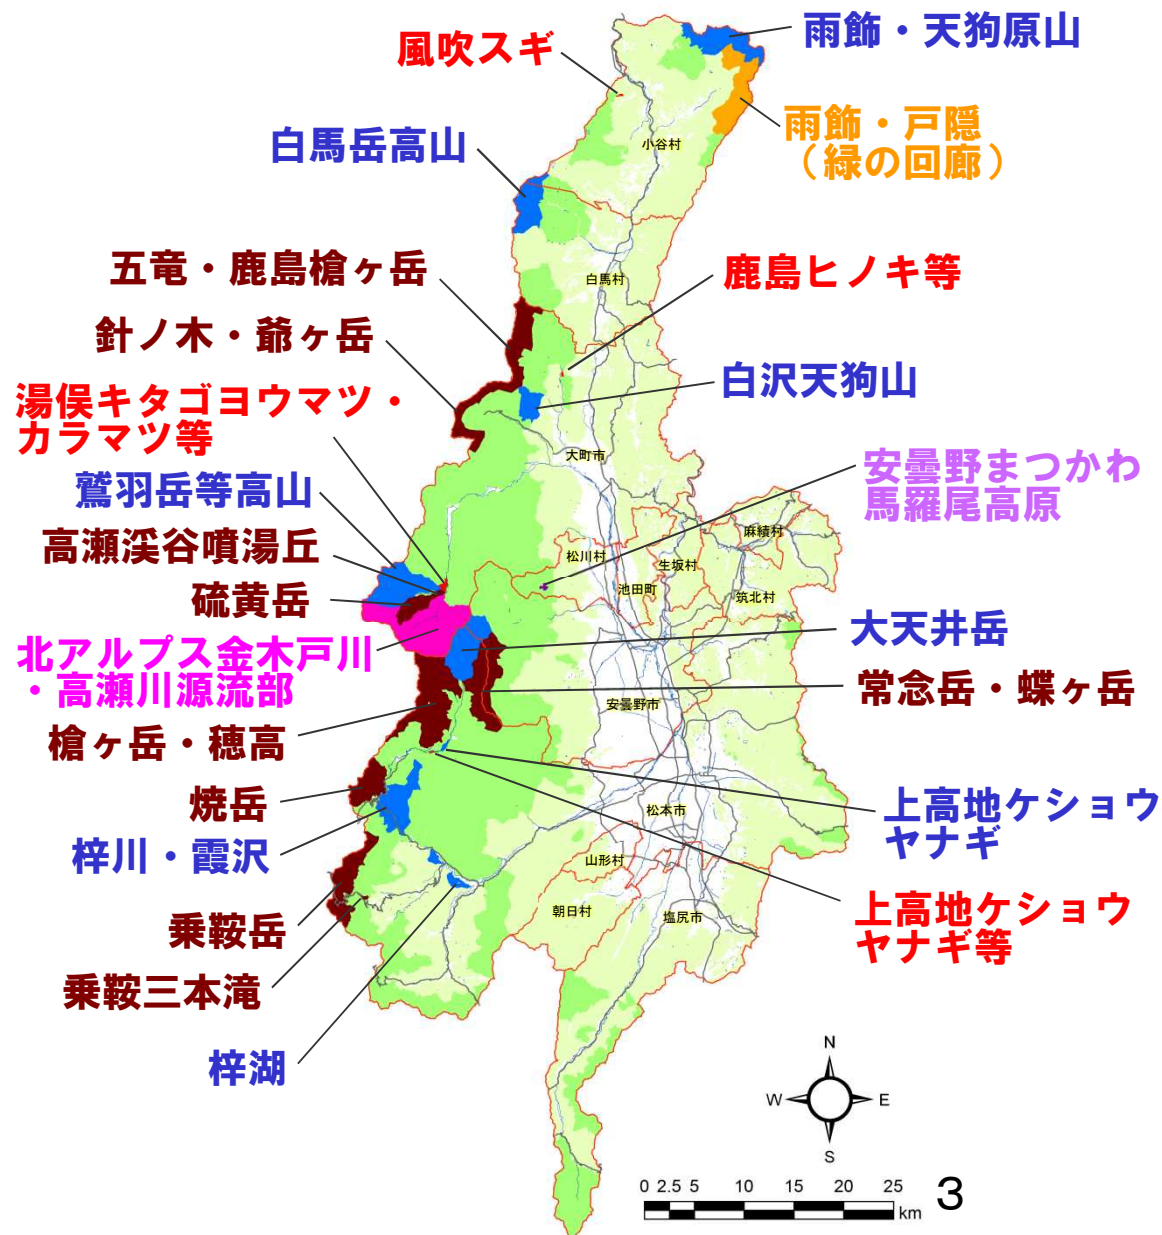 雨飾・天狗原山
風吹スギ
雨飾・戸隠
（緑の回廊）
白馬岳高山
小谷村
五竜・鹿島槍ヶ岳
鹿島ヒノキ等
白馬村
針ノ木・爺ヶ岳
白沢天狗山
湯俣キタゴヨウマツ・
カラマツ等
大町市
安曇野まつかわ
馬羅尾高原
鷲羽岳等高山
高瀬渓谷噴湯丘
麻績村
松川村
生坂村
池田町
筑北村
硫黄岳
大天井岳
北アルプス金木戸川
・高瀬川源流部
常念岳・蝶ヶ岳
安曇野市
槍ヶ岳・穂高
焼岳
上高地ケショウ
ヤナギ
松本市
梓川・霞沢
山形村
上高地ケショウ
ヤナギ等
朝日村
塩尻市
乗鞍岳
乗鞍三本滝
梓湖
N
W
E
S
0 2.5 5 10 15 20 25
km
3